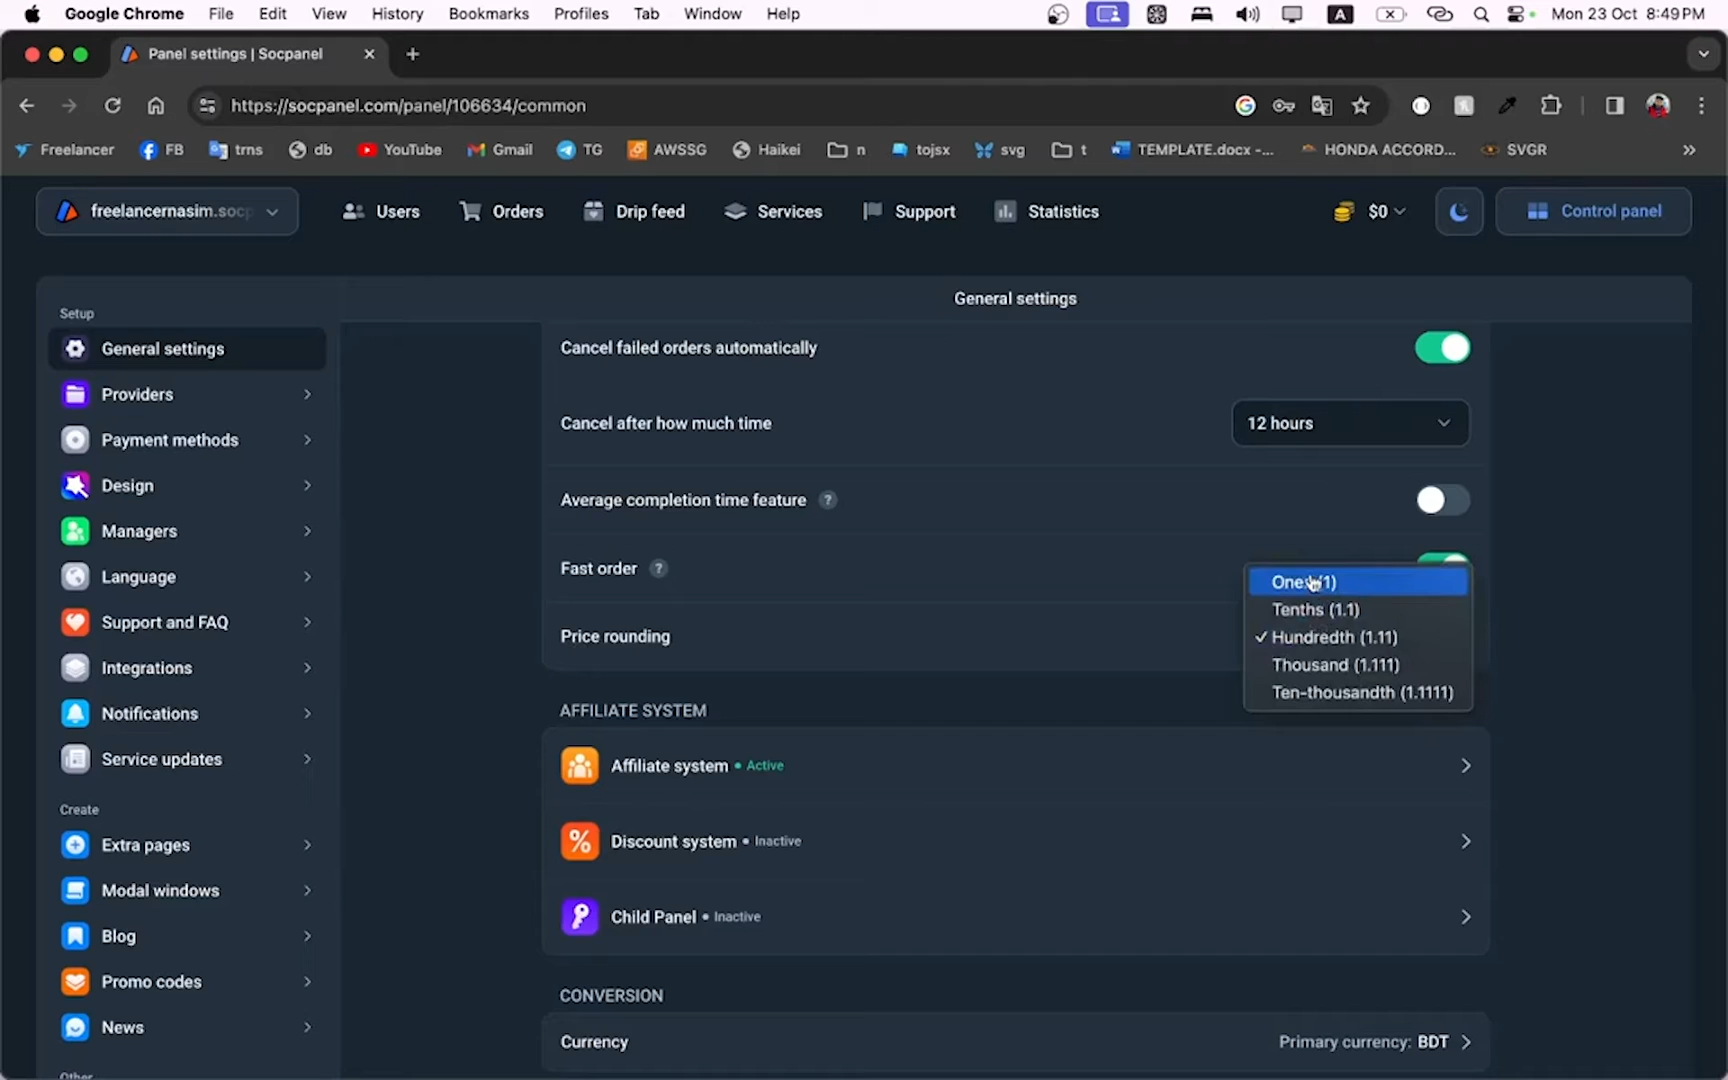 Google Chrome File Edit View History Bookmarks Profiles Tab Window Help A Mon 23 Oct 8:49 PM
Panel settings | Socpanel
https://socpanel.com/panel/106634/common
Freelancer FB trns db YouTube Gmail TG AWSSG Haikei n tojsx svg t TEMPLATE.docx -... HONDA ACCORD... SVGR »
freelancernasim.socp Users Orders Drip feed Services Support Statistics $0 Control panel
General settings
Setup
General settings
Providers
Payment methods
Design
Managers
Language
Support and FAQ
Integrations
Notifications
Service updates
Create
Extra pages
Modal windows
Blog
Promo codes
News
Other
Cancel failed orders automatically
Cancel after how much time 12 hours
Average completion time feature ?
Fast order ?
Price rounding
(1)
Tenths (1.1)
✓ Hundredth (1.11)
Thousand (1.111)
Ten-thousandth (1.1111)
AFFILIATE SYSTEM
Affiliate system • Active
% Discount system • Inactive
Child Panel • Inactive
CONVERSION
Currency Primary currency: BDT